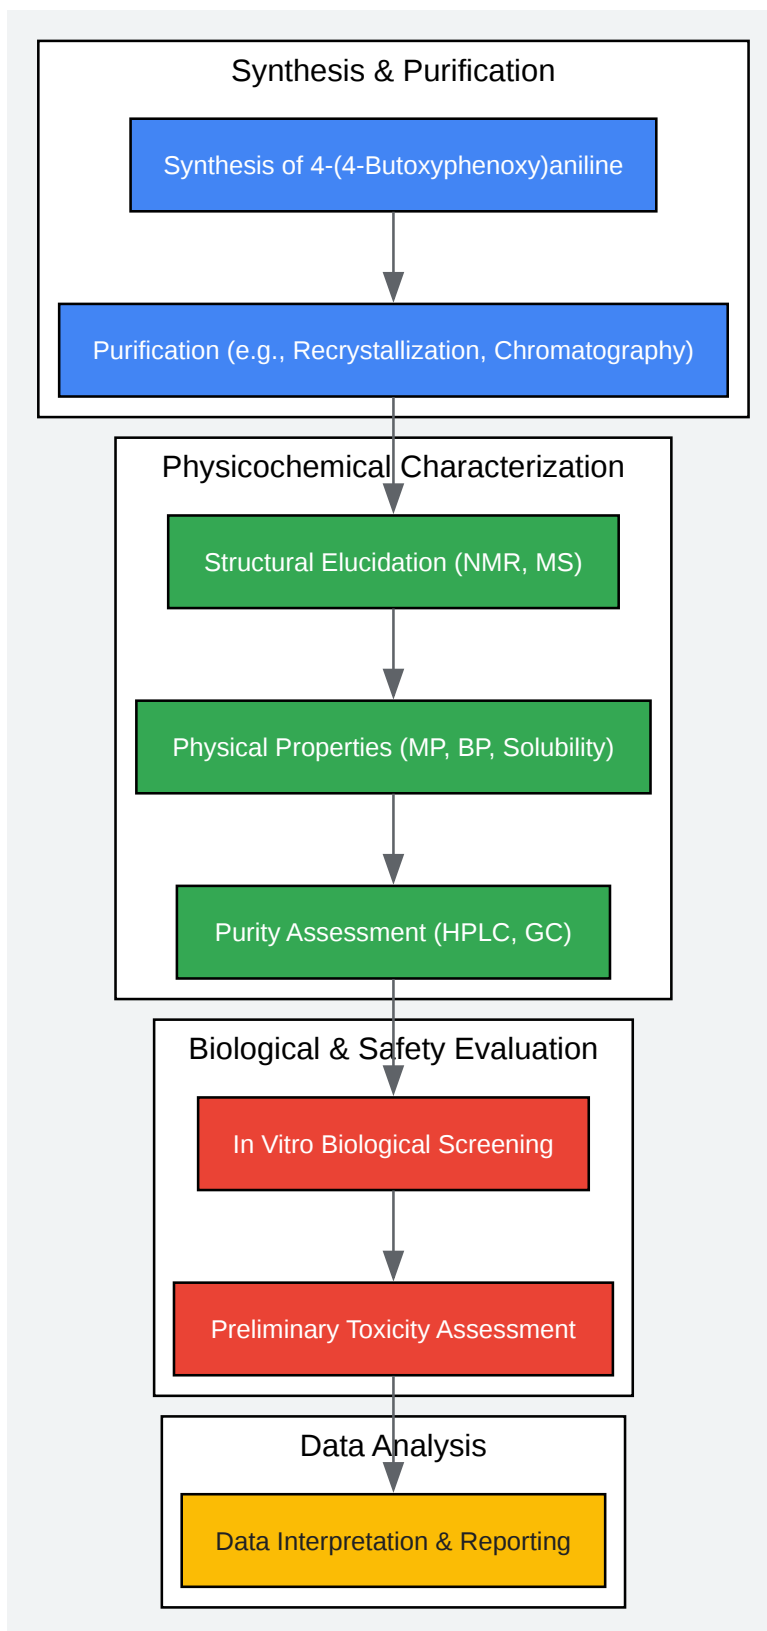 Synthesis & Purification
Synthesis of 4-(4-Butoxyphenoxy)aniline
Purification (e.g., Recrystallization, Chromatography)
Physicochemical Characterization
Structural Elucidation (NMR, MS)
Physical Properties (MP, BP, Solubility)
Purity Assessment (HPLC, GC)
Biological & Safety Evaluation
In Vitro Biological Screening
Preliminary Toxicity Assessment
Data Analysis
Data Interpretation & Reporting